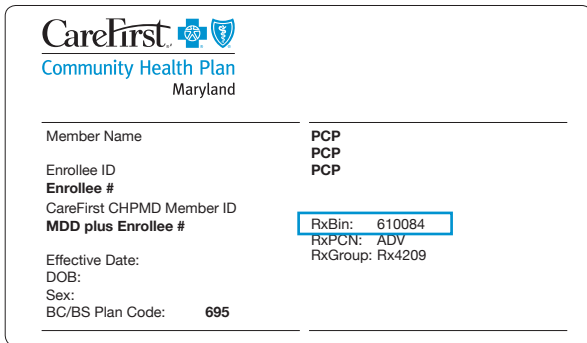 CareFirst
Community Health Plan
Maryland
Member Name
Enrollee ID
Enrollee #
CareFirst CHPMD Member ID
MDD plus Enrollee #
Effective Date:
DOB:
Sex:
BC/BS Plan Code: 695
PCP
PCP
PCP
RxBin: 610084
RxPCN: ADV
RxGroup: Rx4209